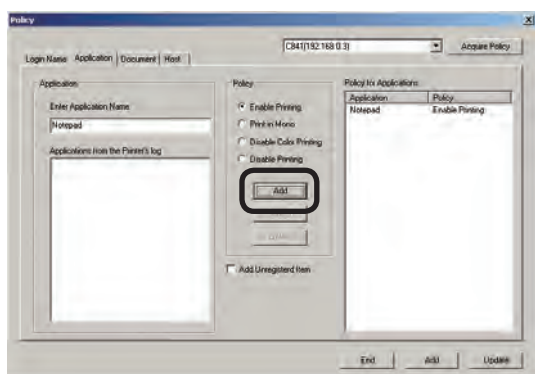 Policy
C841(192.168.0.3)
Acquire Policy
Login Name
Application
Document
Host
Application
Enter Application Name
Notepad
Applications from the Printer's log
Policy
Enable Printing
Print in Mono
Disable Color Printing
Disable Printing
Add
Add Unregisterd Item
Policy for Applications
Application
Policy
Notepad
Enable Printing
End
Add
Update